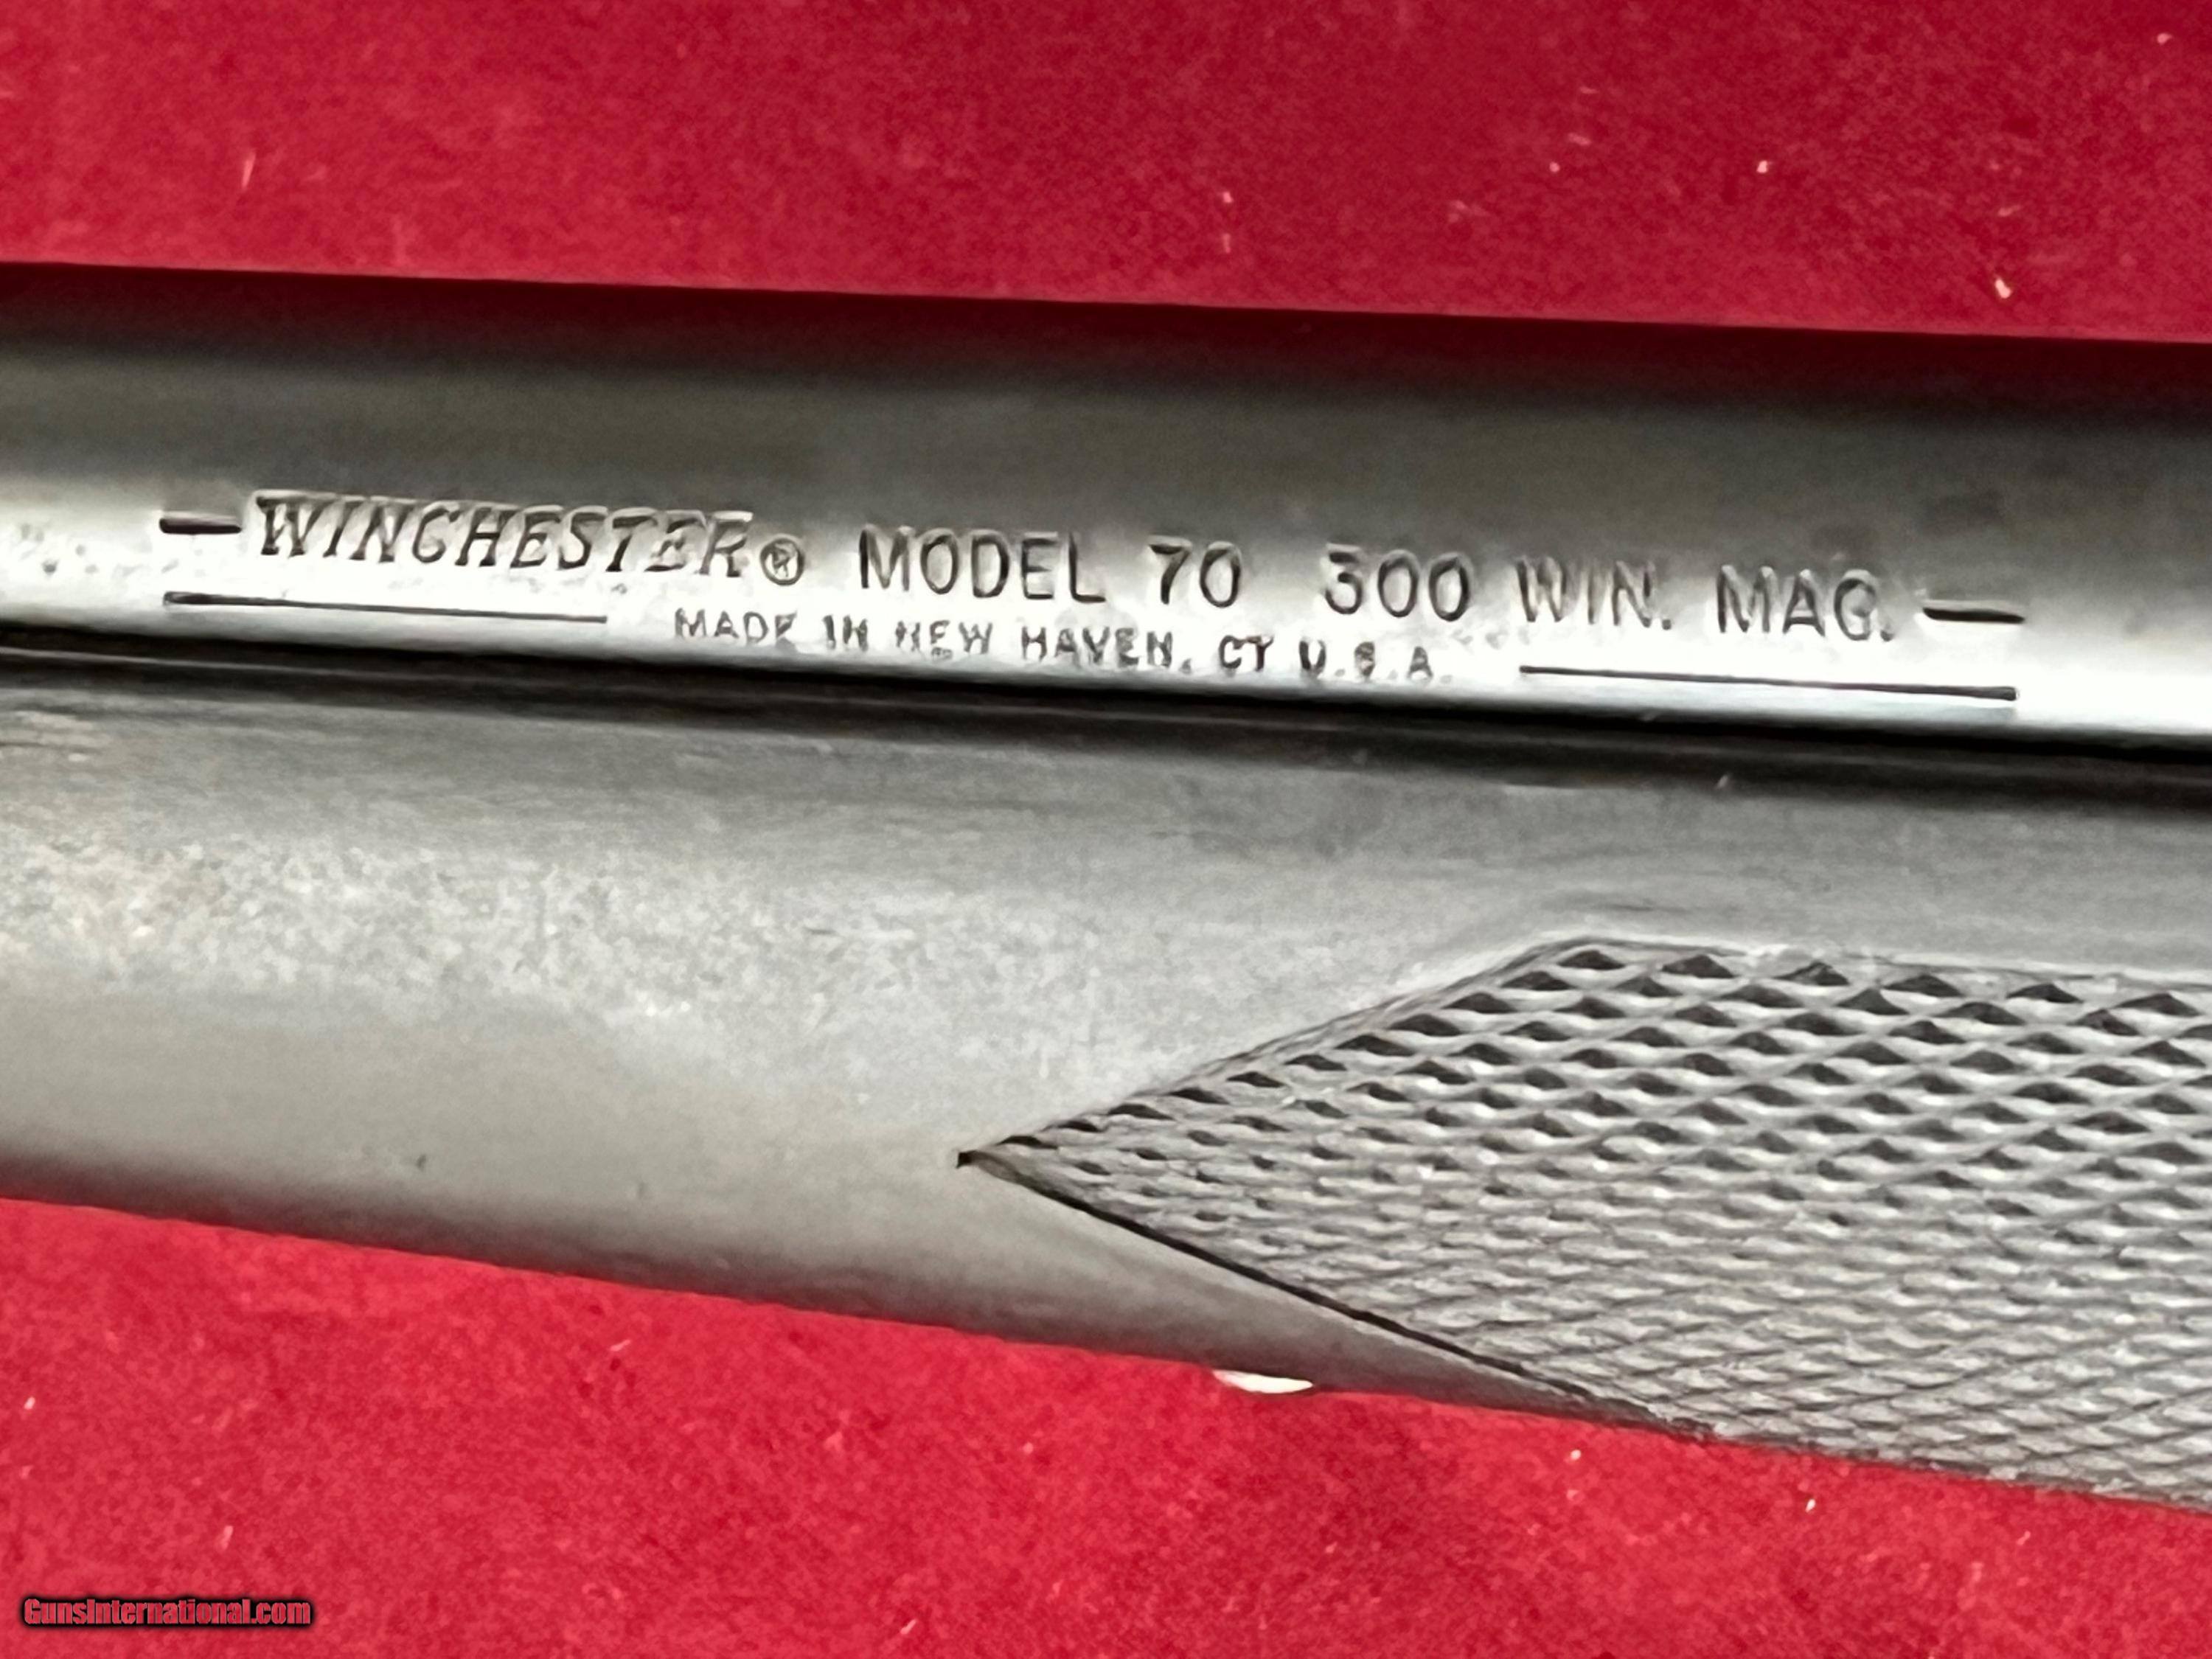 WINCHESTER® MODEL 70 300 WIN. MAG.
MADE IN NEW HAVEN, CT U.S.A.
GunsInternational.com